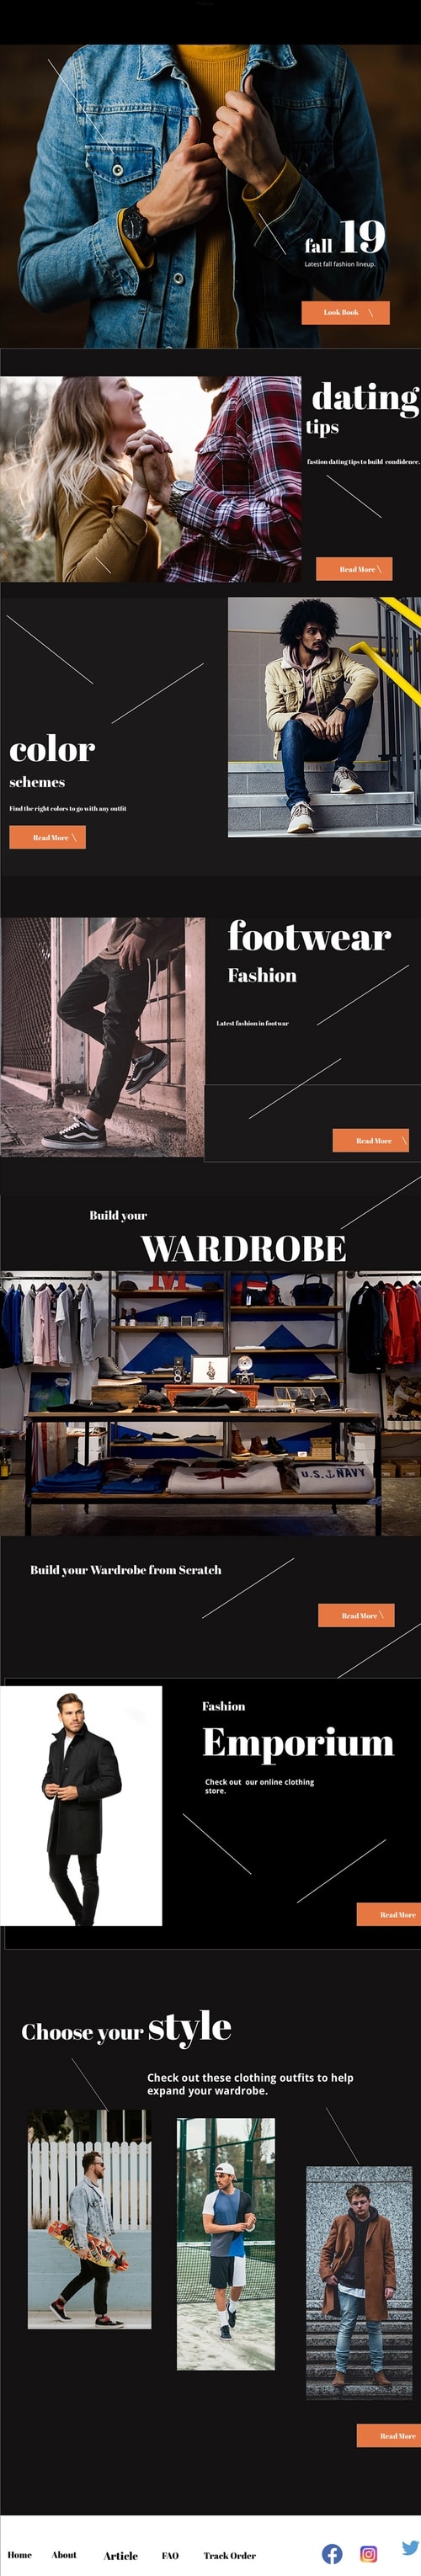 fall 19
Latest fall fashion lineup.
Look Book
dating
tips
fastion dating tips to build condidence.
Read More
color
schemes
Find the right colors to go with any outfit
Read More
footwear
Fashion
Latest fashion in footwar
Read More
Build your
WARDROBE
M
U.S. NAVY
Build your Wardrobe from Scratch
Read More
Fashion
Emporium
Check out our online clothing
store.
Read More
Choose your style
Check out these clothing outfits to help
expand your wardrobe.
Read More
Home About Article FAQ Track Order